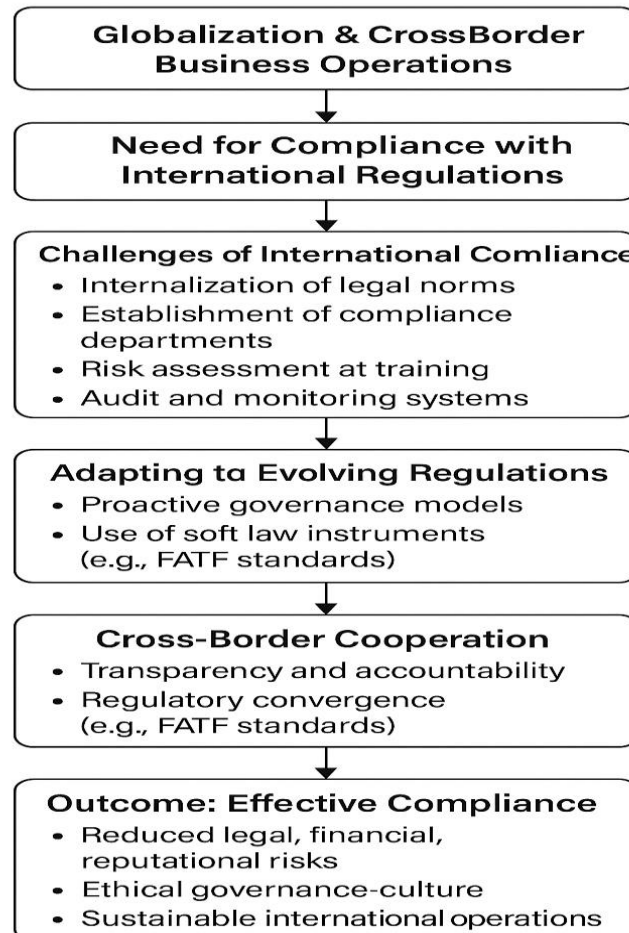 Globalization & CrossBorder
Business Operations
Need for Compliance with
International Regulations
Challenges of International Comliance
• Internalization of legal norms
• Establishment of compliance
departments
• Risk assessment at training
• Audit and monitoring systems
Adapting ta Evolving Regulations
• Proactive governance models
• Use of soft law instruments
(e.g., FATF standards)
Cross-Border Cooperation
• Transparency and accountability
• Regulatory convergence
(e.g., FATF standards)
Outcome: Effective Compliance
• Reduced legal, financial,
reputational risks
• Ethical governance-culture
• Sustainable international operations